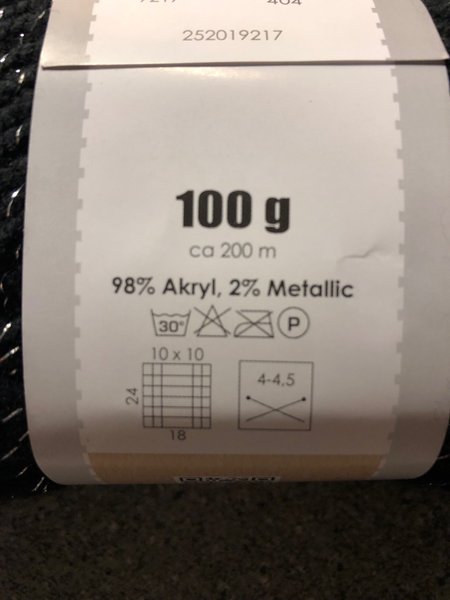 252019217
100 g
ca 200 m
98% Akryl, 2% Metallic
30° P
10 x 10
24
4-4,5
18